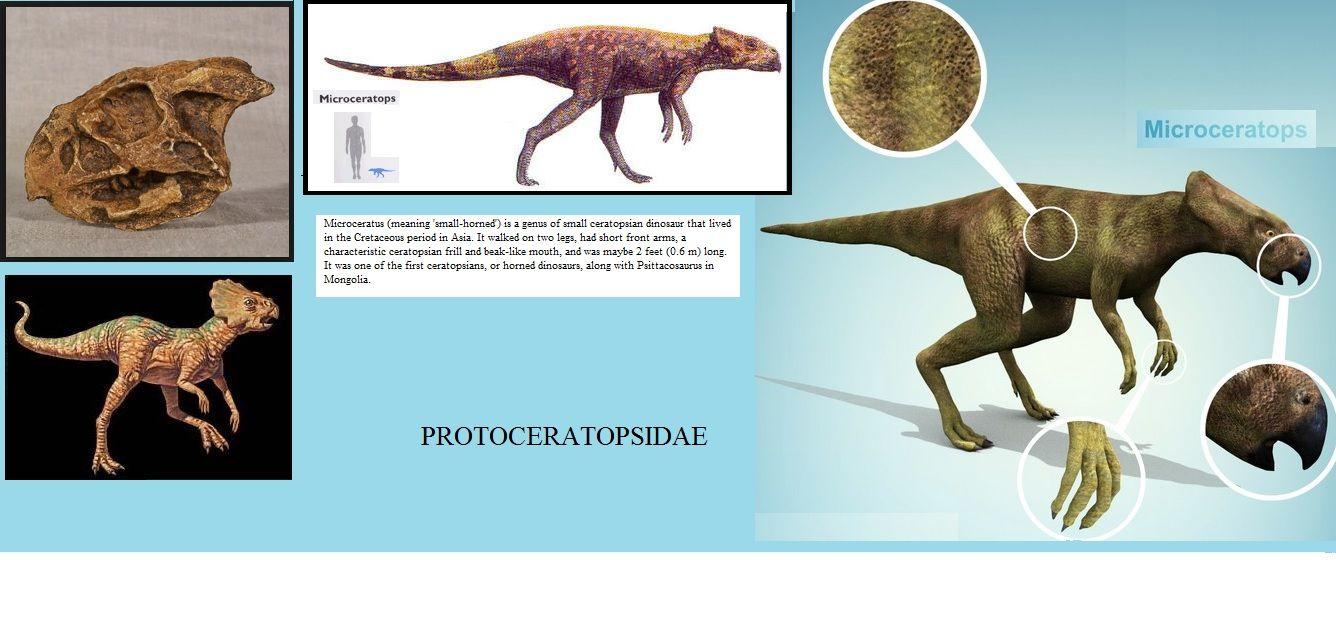 Microceratops
Microceratops
Microceratus (meaning 'small-horned') is a genus of small ceratopsian dinosaur that lived
in the Cretaceous period in Asia. It walked on two legs, had short front arms, a
characteristic ceratopsian frill and beak-like mouth, and was maybe 2 feet (0.6 m) long.
It was one of the first ceratopsians, or horned dinosaurs, along with Psittacosaurus in
Mongolia.
PROTOCERATOPSIDAE